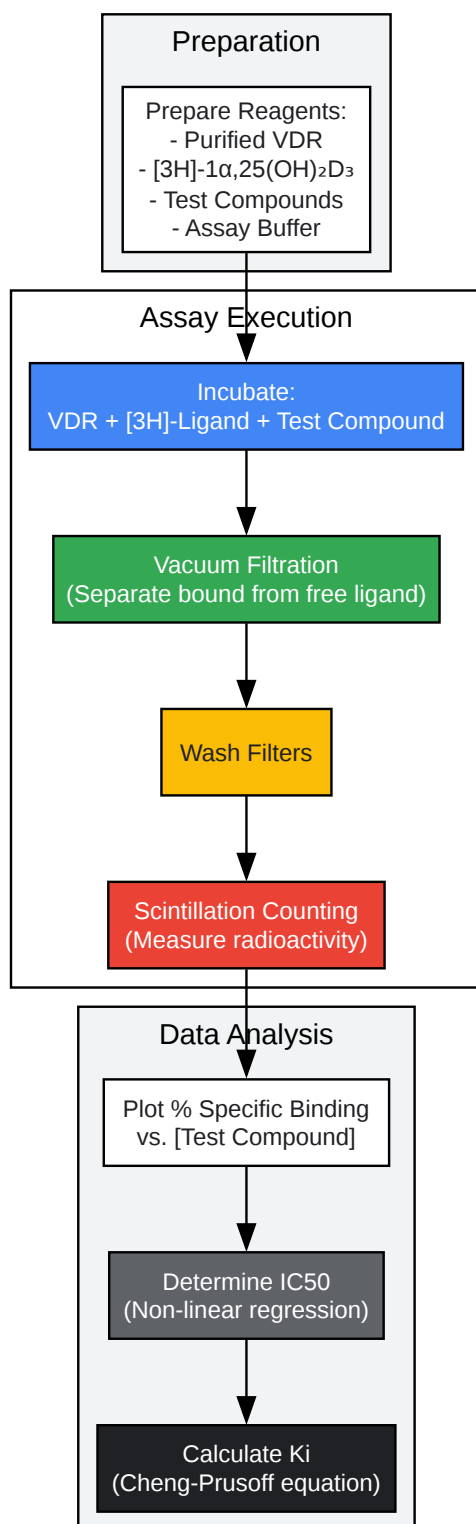 Preparation
Prepare Reagents:
- Purified VDR
- [3H]-1α,25(OH)₂D₃
- Test Compounds
- Assay Buffer
Assay Execution
Incubate:
VDR + [3H]-Ligand + Test Compound
Vacuum Filtration
(Separate bound from free ligand)
Wash Filters
Scintillation Counting
(Measure radioactivity)
Data Analysis
Plot % Specific Binding
vs. [Test Compound]
Determine IC50
(Non-linear regression)
Calculate Ki
(Cheng-Prusoff equation)